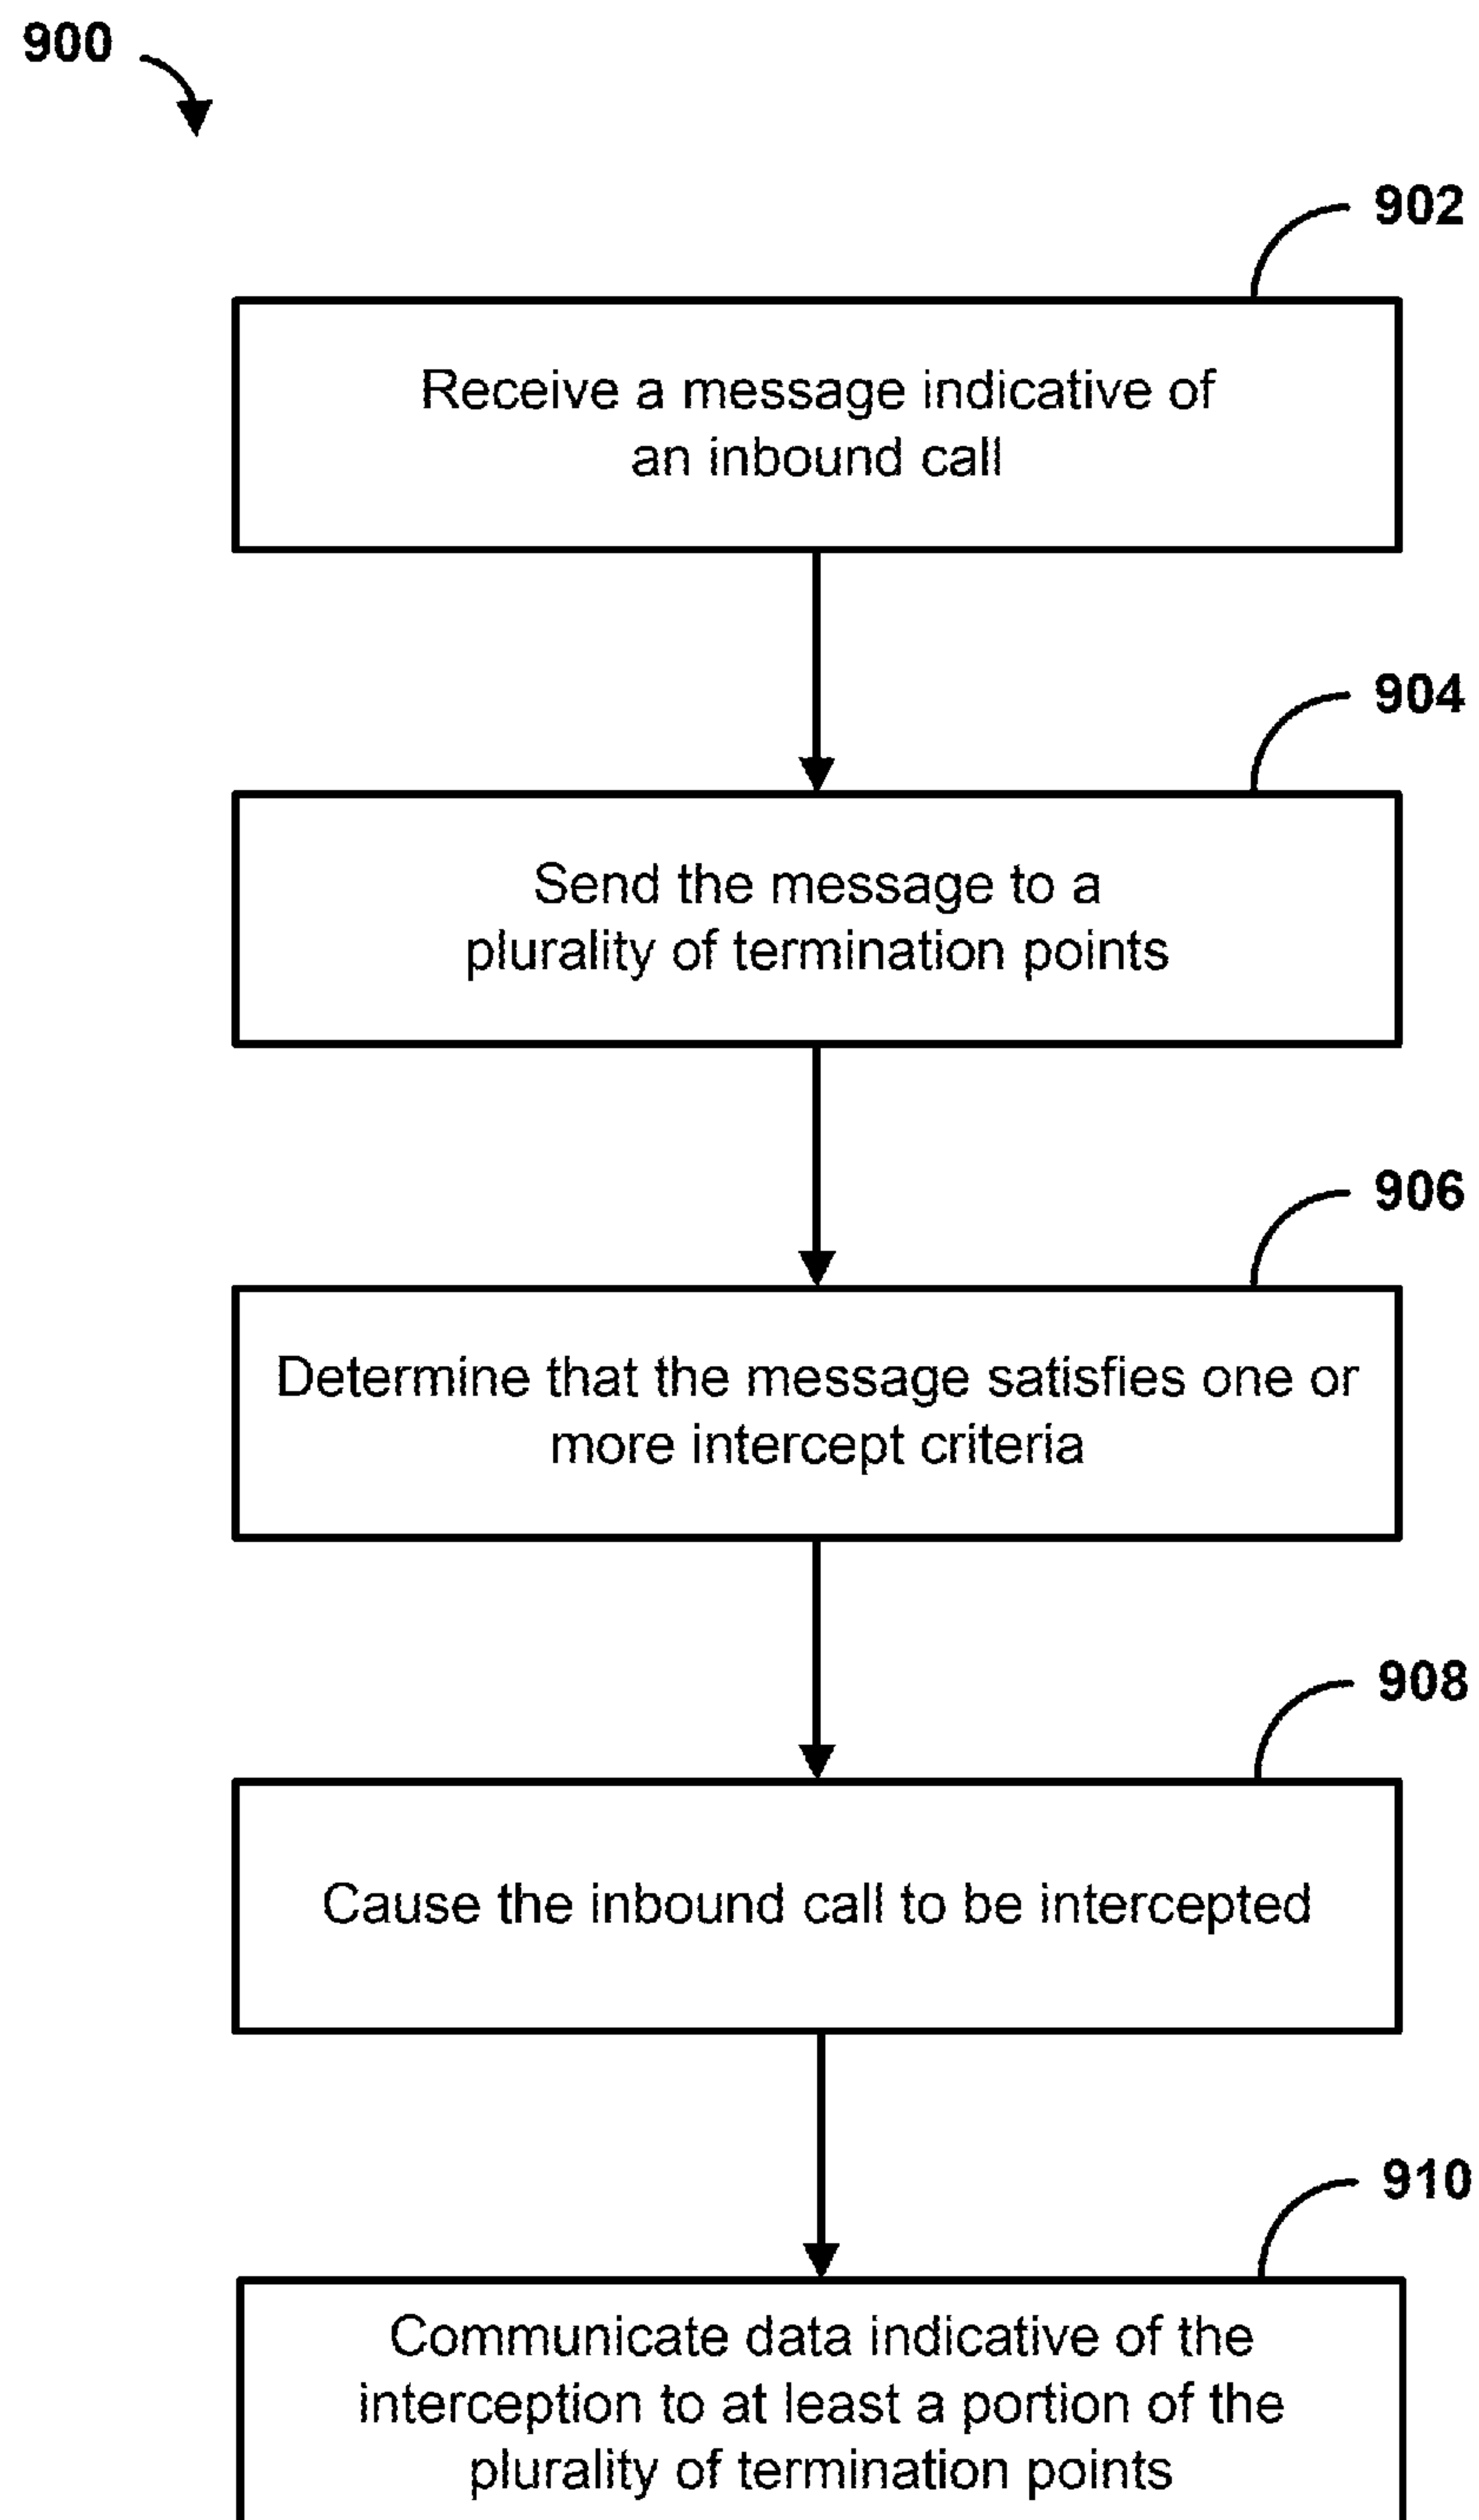 900
902
Receive a message indicative of
an inbound call
904
Send the message to a
plurality of termination points
906
Determine that the message satisfies one or
more intercept criteria
908
Cause the inbound call to be intercepted
910
Communicate data indicative of the
interception to at least a portion of the
plurality of termination points